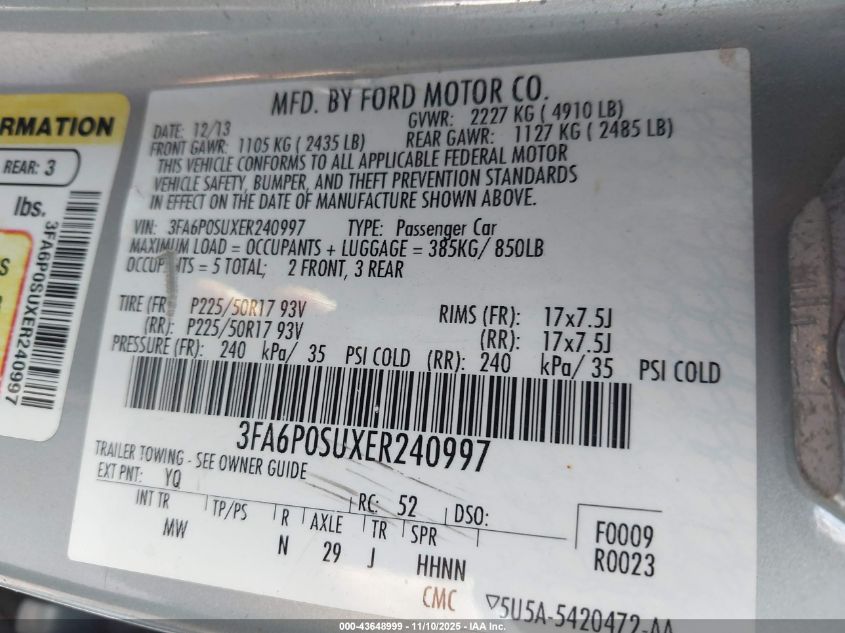 RMATION
REAR: 3
lbs.
3FA6P0SUXER240997
MFD. BY FORD MOTOR CO.
DATE: 12/13 GVWR: 2227 KG ( 4910 LB)
FRONT GAWR: 1105 KG ( 2435 LB) REAR GAWR: 1127 KG ( 2485 LB)
THIS VEHICLE CONFORMS TO ALL APPLICABLE FEDERAL MOTOR
VEHICLE SAFETY, BUMPER, AND THEFT PREVENTION STANDARDS
IN EFFECT ON THE DATE OF MANUFACTURE SHOWN ABOVE.
VIN: 3FA6P0SUXER240997 TYPE: Passenger Car
MAXIMUM LOAD = OCCUPANTS + LUGGAGE = 385KG/ 850LB
OCCUPANTS = 5 TOTAL; 2 FRONT, 3 REAR
TIRE (FR): P225/50R17 93V RIMS (FR): 17x7.5J
(RR): P225/50R17 93V (RR): 17x7.5J
PRESSURE (FR): 240 kPa/ 35 PSI COLD (RR): 240 kPa/ 35 PSI COLD
3FA6P0SUXER240997
TRAILER TOWING - SEE OWNER GUIDE
EXT PNT: YQ RC: 52 DSO:
INT TR TP/PS R AXLE TR SPR F0009
MW N 29 J HHNN R0023
CMC 5U5A-5420472-AA
000-43648999 - 11/10/2025 - IAA Inc.